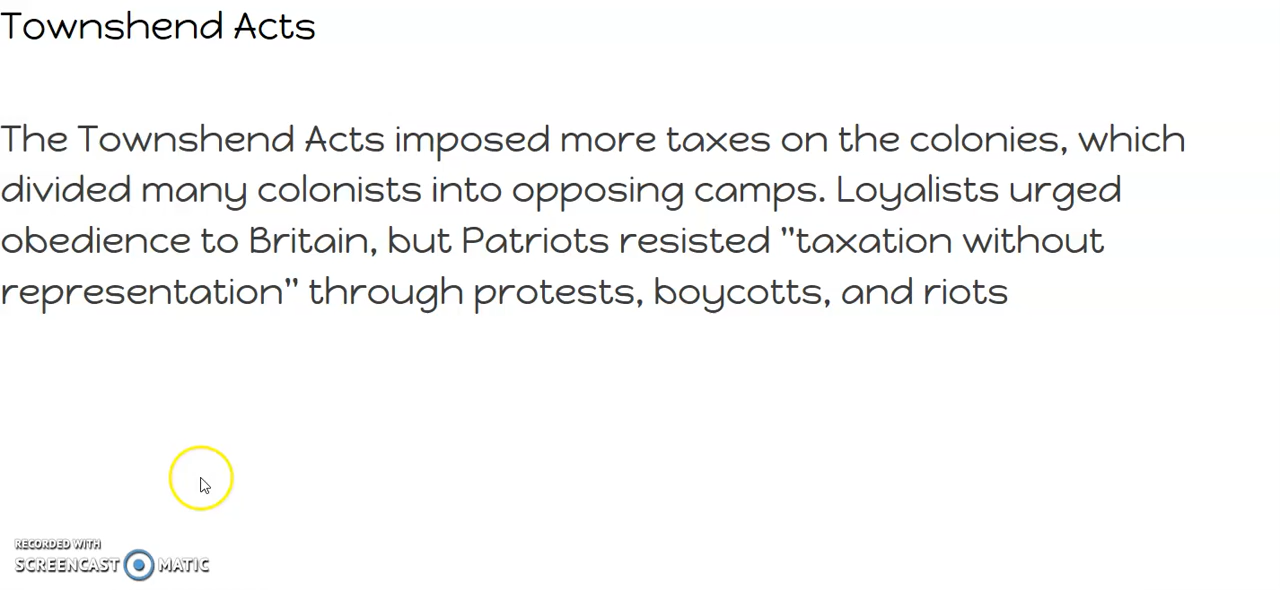 Townshend Acts
The Townshend Acts imposed more taxes on the colonies, which
divided many colonists into opposing camps. Loyalists urged
obedience to Britain, but Patriots resisted "taxation without
representation" through protests, boycotts, and riots
RECORDED WITH
SCREENCAST MATIC